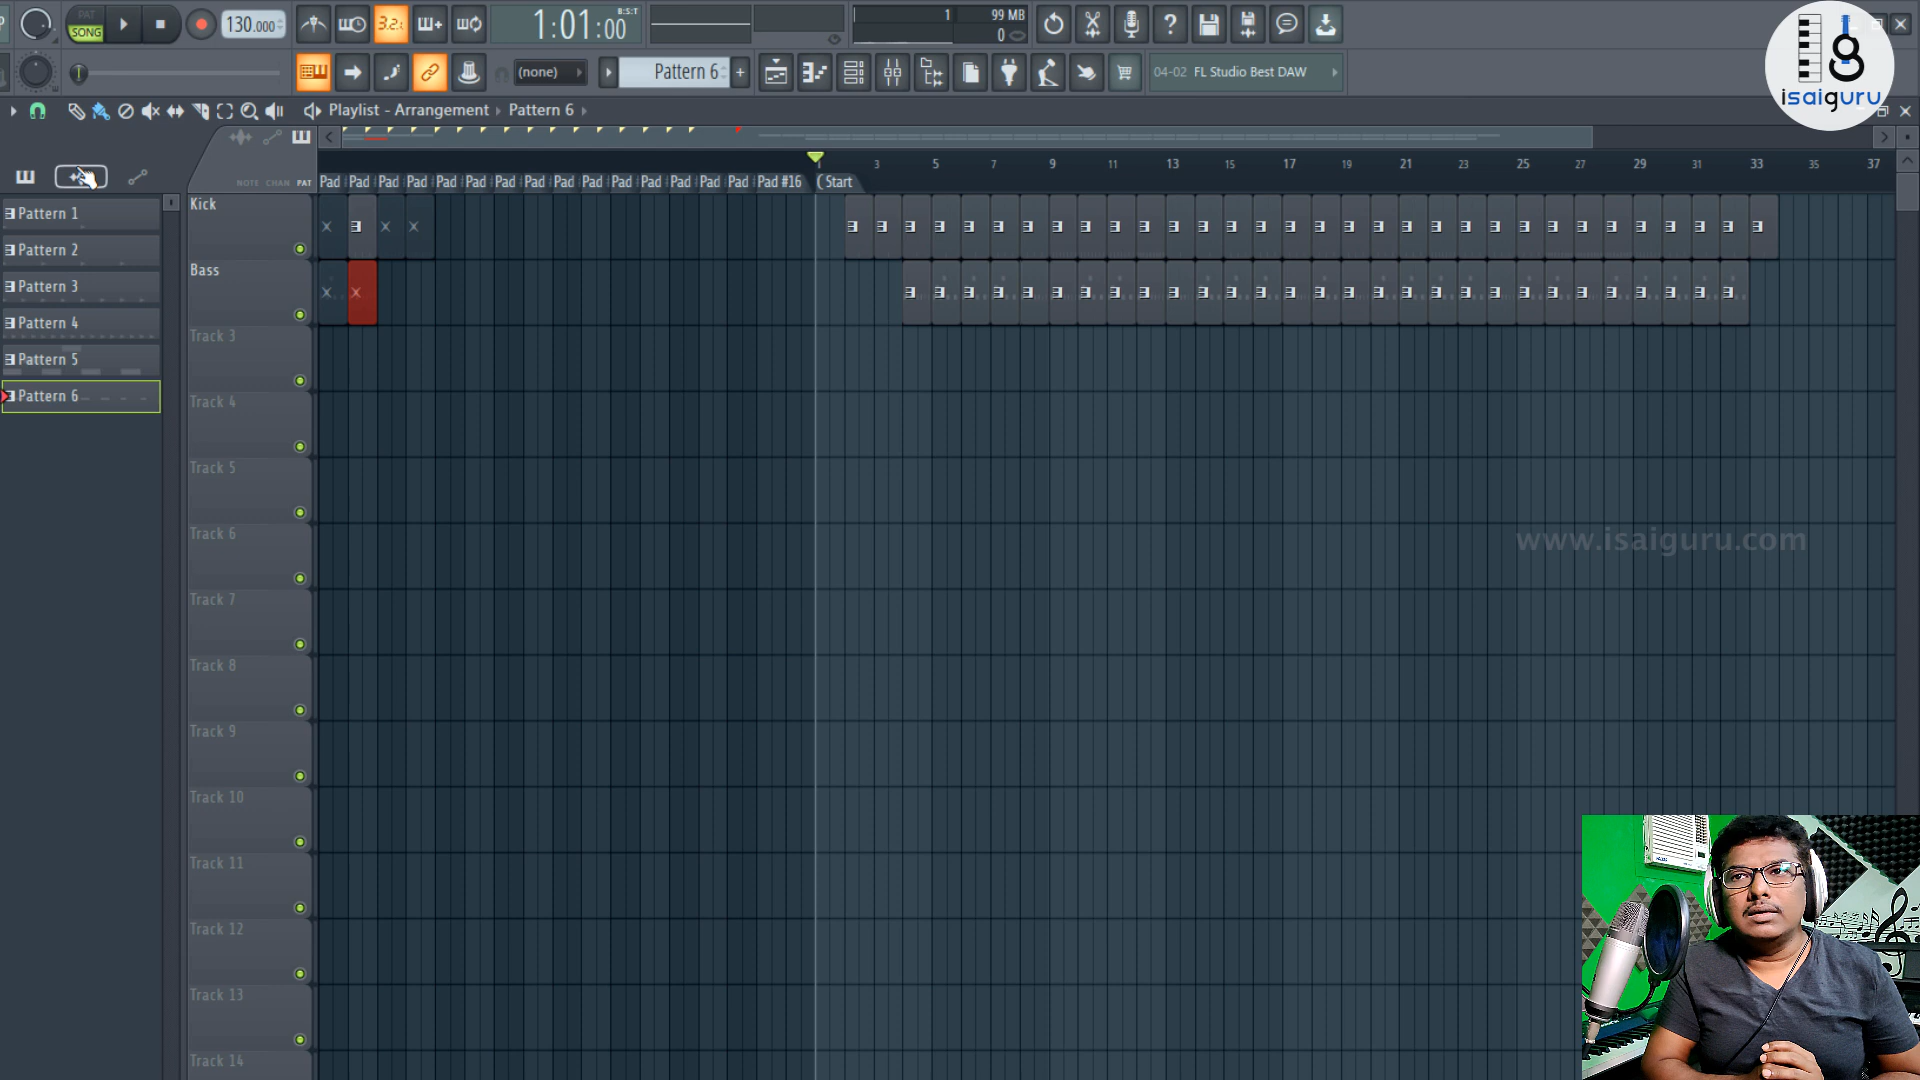 PAT
SONG
130.000
3.2.
1:01:00
B:S:T
1
99 MB
0
(none)
Pattern 6
04-02 FL Studio Best DAW
isaiguru
Playlist - Arrangement
Pattern 6
NOTE CHAN PAT
3 5 7 9 11 13 15 17 19 21 23 25 27 29 31 33 35 37
Pad Pad Pad Pad Pad Pad Pad Pad Pad Pad Pad Pad Pad Pad Pad Pad #16
Start
Pattern 1
Pattern 2
Pattern 3
Pattern 4
Pattern 5
Pattern 6
Kick
Bass
Track 3
Track 4
Track 5
Track 6
Track 7
Track 8
Track 9
Track 10
Track 11
Track 12
Track 13
Track 14
www.isaiguru.com